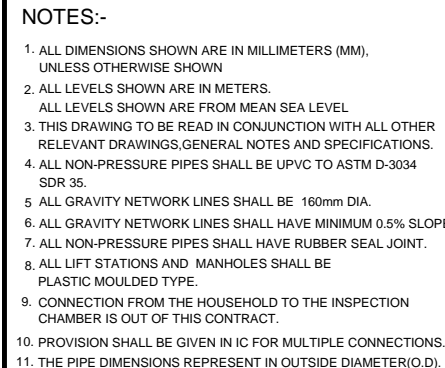 NOTES:-
1. ALL DIMENSIONS SHOWN ARE IN MILLIMETERS (MM),
UNLESS OTHERWISE SHOWN
2. ALL LEVELS SHOWN ARE IN METERS.
ALL LEVELS SHOWN ARE FROM MEAN SEA LEVEL
3. THIS DRAWING TO BE READ IN CONJUNCTION WITH ALL OTHER
RELEVANT DRAWINGS,GENERAL NOTES AND SPECIFICATIONS.
4. ALL NON-PRESSURE PIPES SHALL BE UPVC TO ASTM D-3034
SDR 35.
5 ALL GRAVITY NETWORK LINES SHALL BE 160mm DIA.
6. ALL GRAVITY NETWORK LINES SHALL HAVE MINIMUM 0.5% SLOPE
7. ALL NON-PRESSURE PIPES SHALL HAVE RUBBER SEAL JOINT.
8. ALL LIFT STATIONS AND MANHOLES SHALL BE
PLASTIC MOULDED TYPE.
9. CONNECTION FROM THE HOUSEHOLD TO THE INSPECTION
CHAMBER IS OUT OF THIS CONTRACT.
10. PROVISION SHALL BE GIVEN IN IC FOR MULTIPLE CONNECTIONS.
11. THE PIPE DIMENSIONS REPRESENT IN OUTSIDE DIAMETER(O.D).